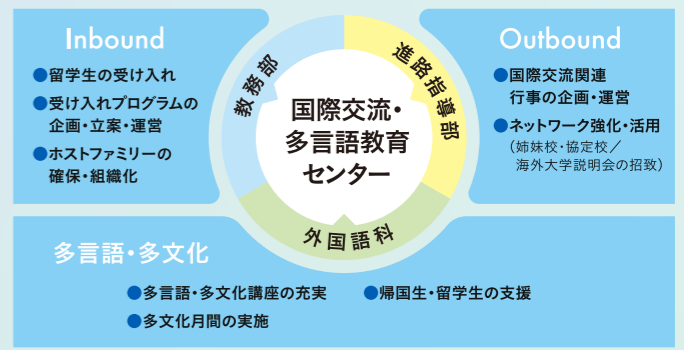 Inbound
●留学生の受け入れ
●受け入れプログラムの
企画・立案・運営
●ホストファミリーの
確保・組織化
教務部
進路指導部
外国語科
国際交流・
多言語教育
センター
Outbound
●国際交流関連
行事の企画・運営
●ネットワーク強化・活用
(姉妹校・協定校/
海外大学説明会の招致)
多言語・多文化
●多言語・多文化講座の充実
●帰国生・留学生の支援
●多文化月間の実施